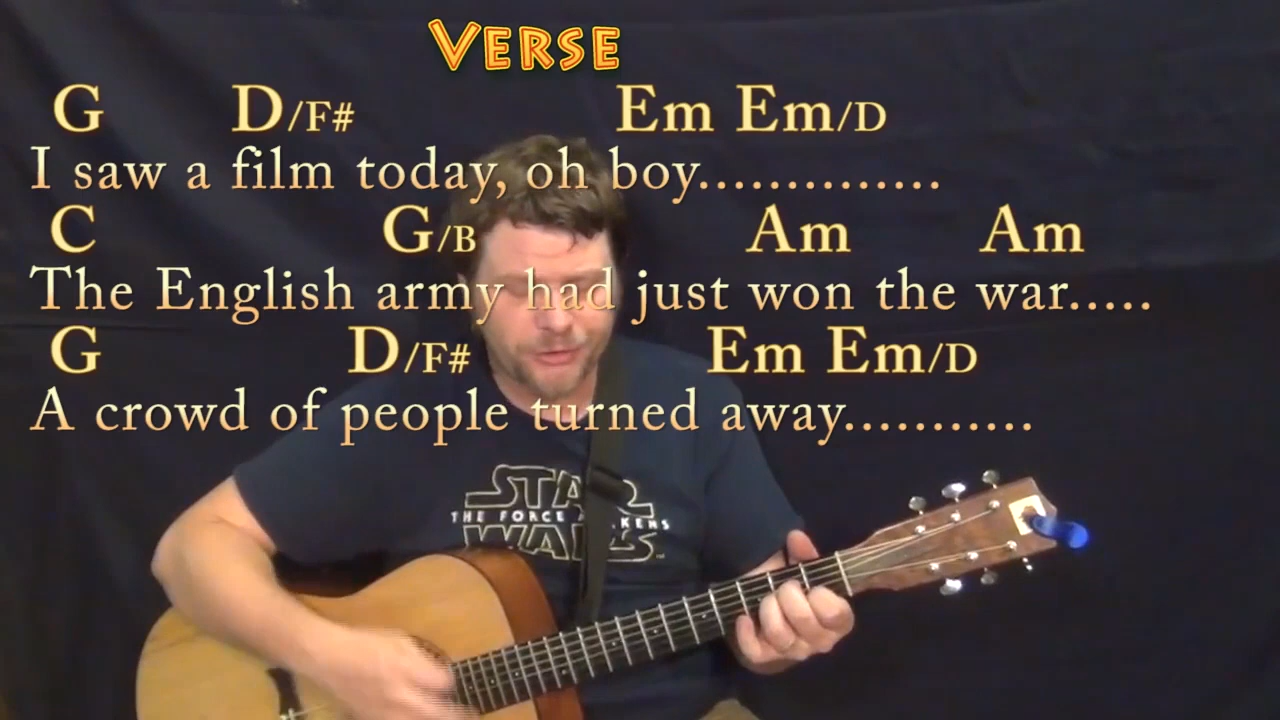 VERSE
G D/F# Em Em/D
I saw a film today, oh boy..............
C G/B Am Am
The English army had just won the war.....
G D/F# Em Em/D
A crowd of people turned away...........
STAR
THE FORCE AWAKENS
WARS